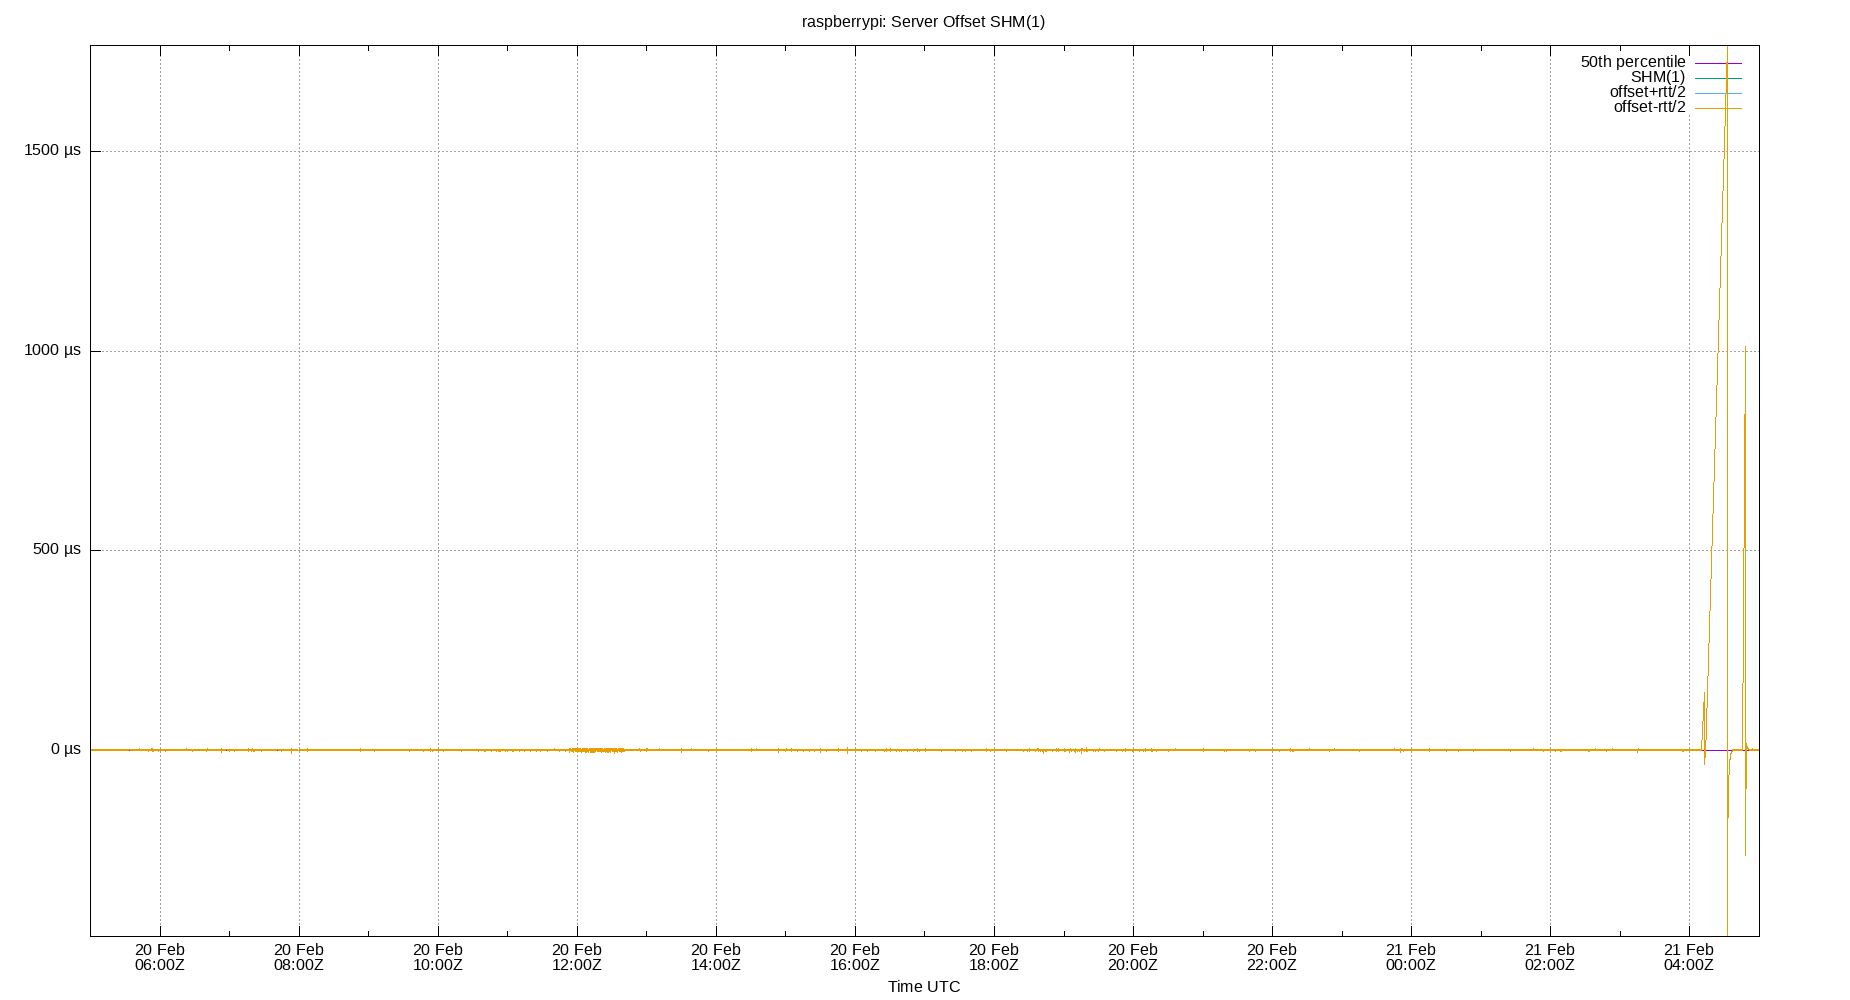 raspberrypi: Server Offset SHM(1)
50th percentile
SHM(1)
offset+rtt/2
offset-rtt/2
1500 µs
1000 µs
500 µs
0 µs
20 Feb 20 Feb 20 Feb 20 Feb 20 Feb 20 Feb 20 Feb 20 Feb 20 Feb 21 Feb 21 Feb 21 Feb
06:00Z 08:00Z 10:00Z 12:00Z 14:00Z 16:00Z 18:00Z 20:00Z 22:00Z 00:00Z 02:00Z 04:00Z
Time UTC